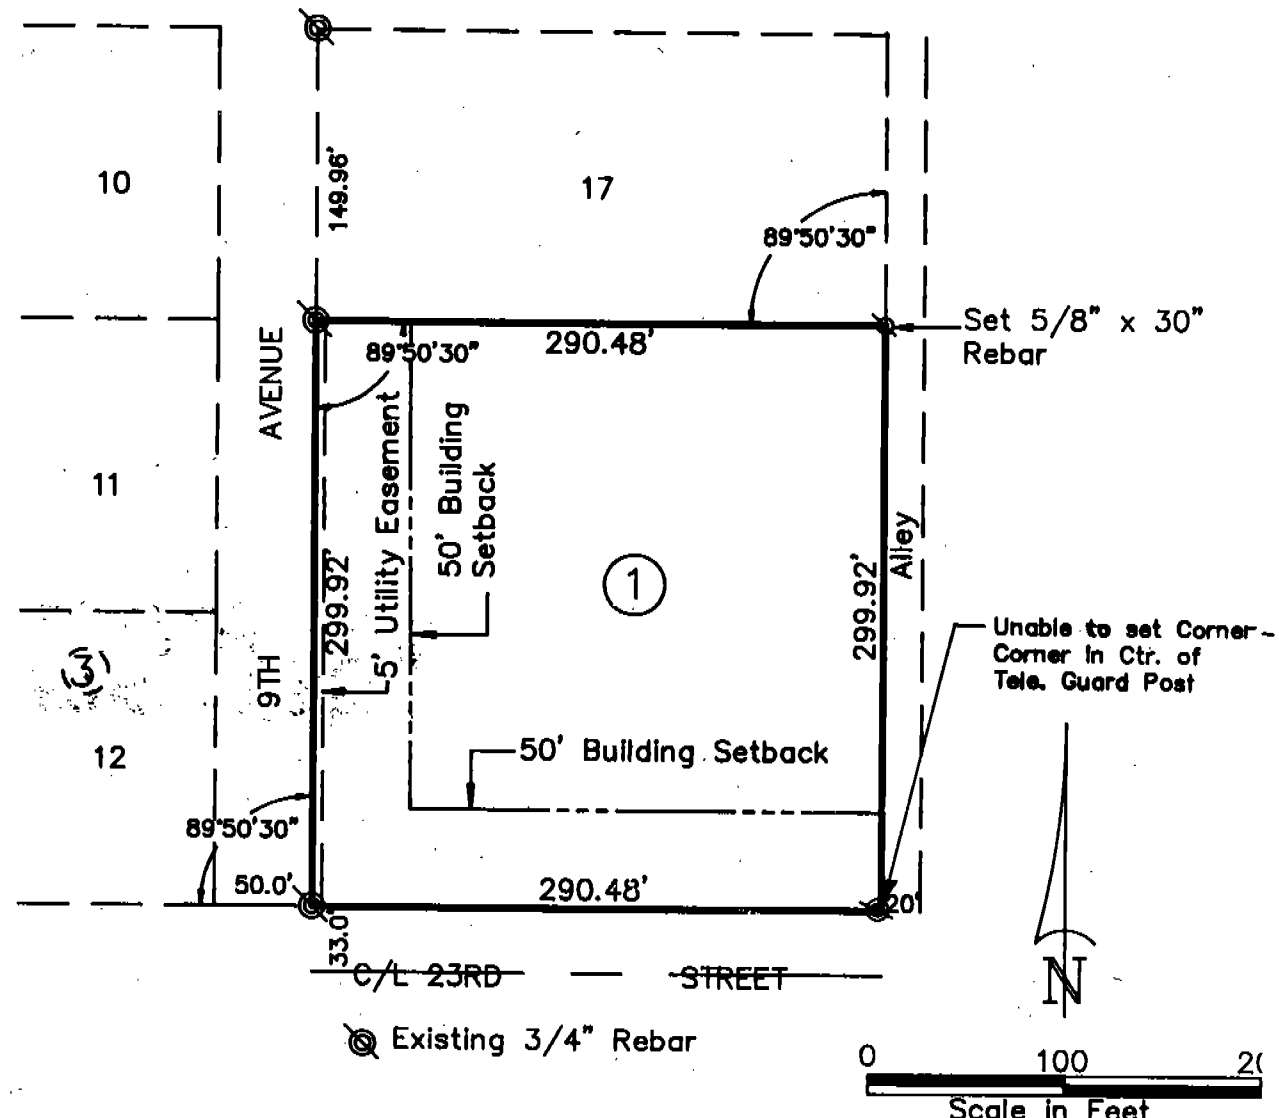 10
149.96'
17
89°50'30"
AVENUE
89°50'30"
290.48'
Set 5/8" x 30"
Rebar
11
5' Utility Easement
50' Building
Setback
299.92'
1
299.92'
Alley
Unable to set Corner-
Corner in Ctr. of
Tele. Guard Post
3
9TH
12
50' Building Setback
89°50'30"
50.0'
290.48'
20'
33.0'
C/L 23RD STREET
N
Existing 3/4" Rebar
0 100
Scale in Feet